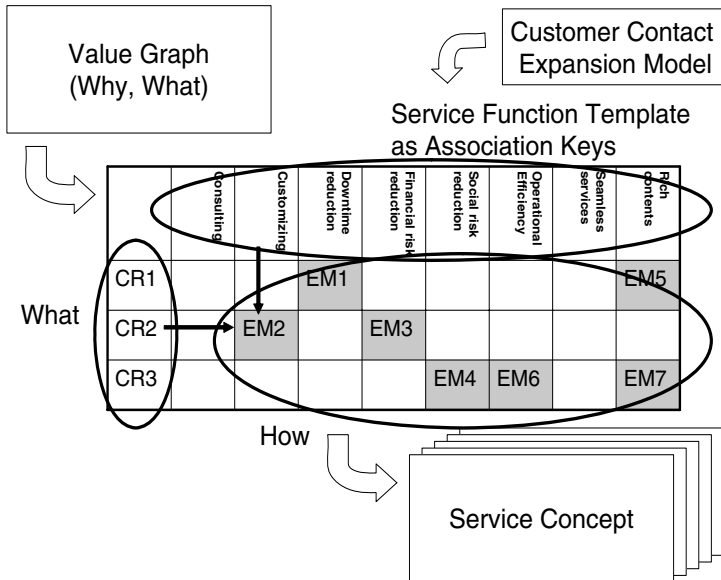 Value Graph
(Why, What)
Customer Contact
Expansion Model
Service Function Template
as Association Keys
Consulting
Customizing
Downtime
reduction
Financial risk
reduction
Social risk
reduction
Operational
Efficiency
Seamless
services
Rich
contents
What
CR1
EM1
EM5
CR2
EM2
EM3
CR3
EM4
EM6
EM7
How
Service Concept